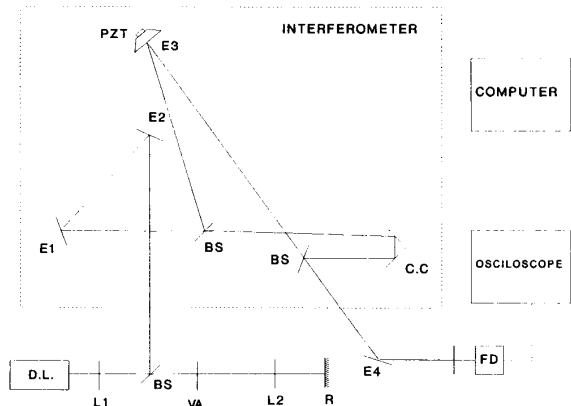 PZT
INTERFEROMETER
E3
COMPUTER
E2
E1
BS
BS
C.C
OSCILOSCOPE
D.L.
L1
BS
VA
L2
R
E4
FD